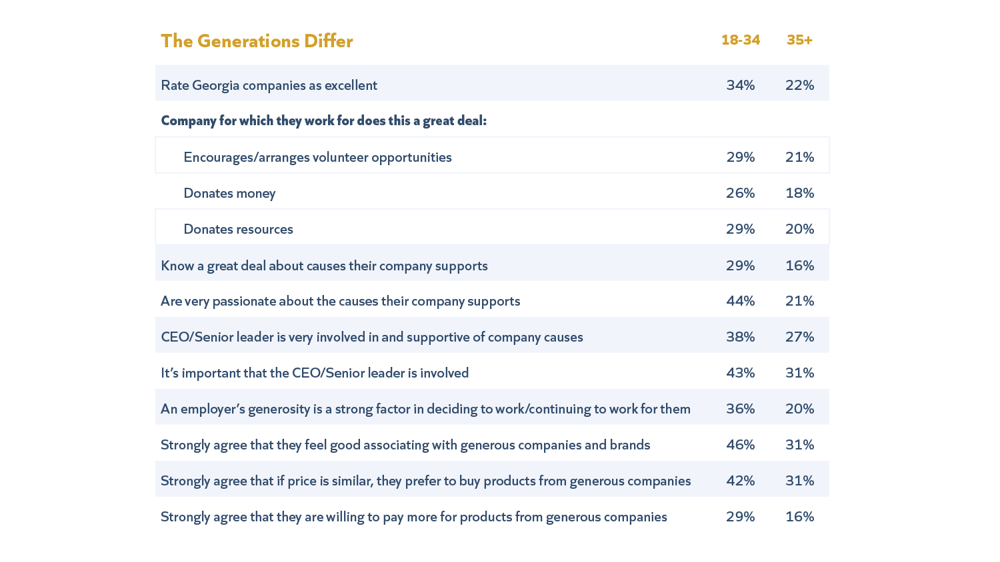 The Generations Differ 18-34 35+
Rate Georgia companies as excellent 34% 22%
Company for which they work for does this a great deal:
Encourages/arranges volunteer opportunities 29% 21%
Donates money 26% 18%
Donates resources 29% 20%
Know a great deal about causes their company supports 29% 16%
Are very passionate about the causes their company supports 44% 21%
CEO/Senior leader is very involved in and supportive of company causes 38% 27%
It’s important that the CEO/Senior leader is involved 43% 31%
An employer’s generosity is a strong factor in deciding to work/continuing to work for them 36% 20%
Strongly agree that they feel good associating with generous companies and brands 46% 31%
Strongly agree that if price is similar, they prefer to buy products from generous companies 42% 31%
Strongly agree that they are willing to pay more for products from generous companies 29% 16%